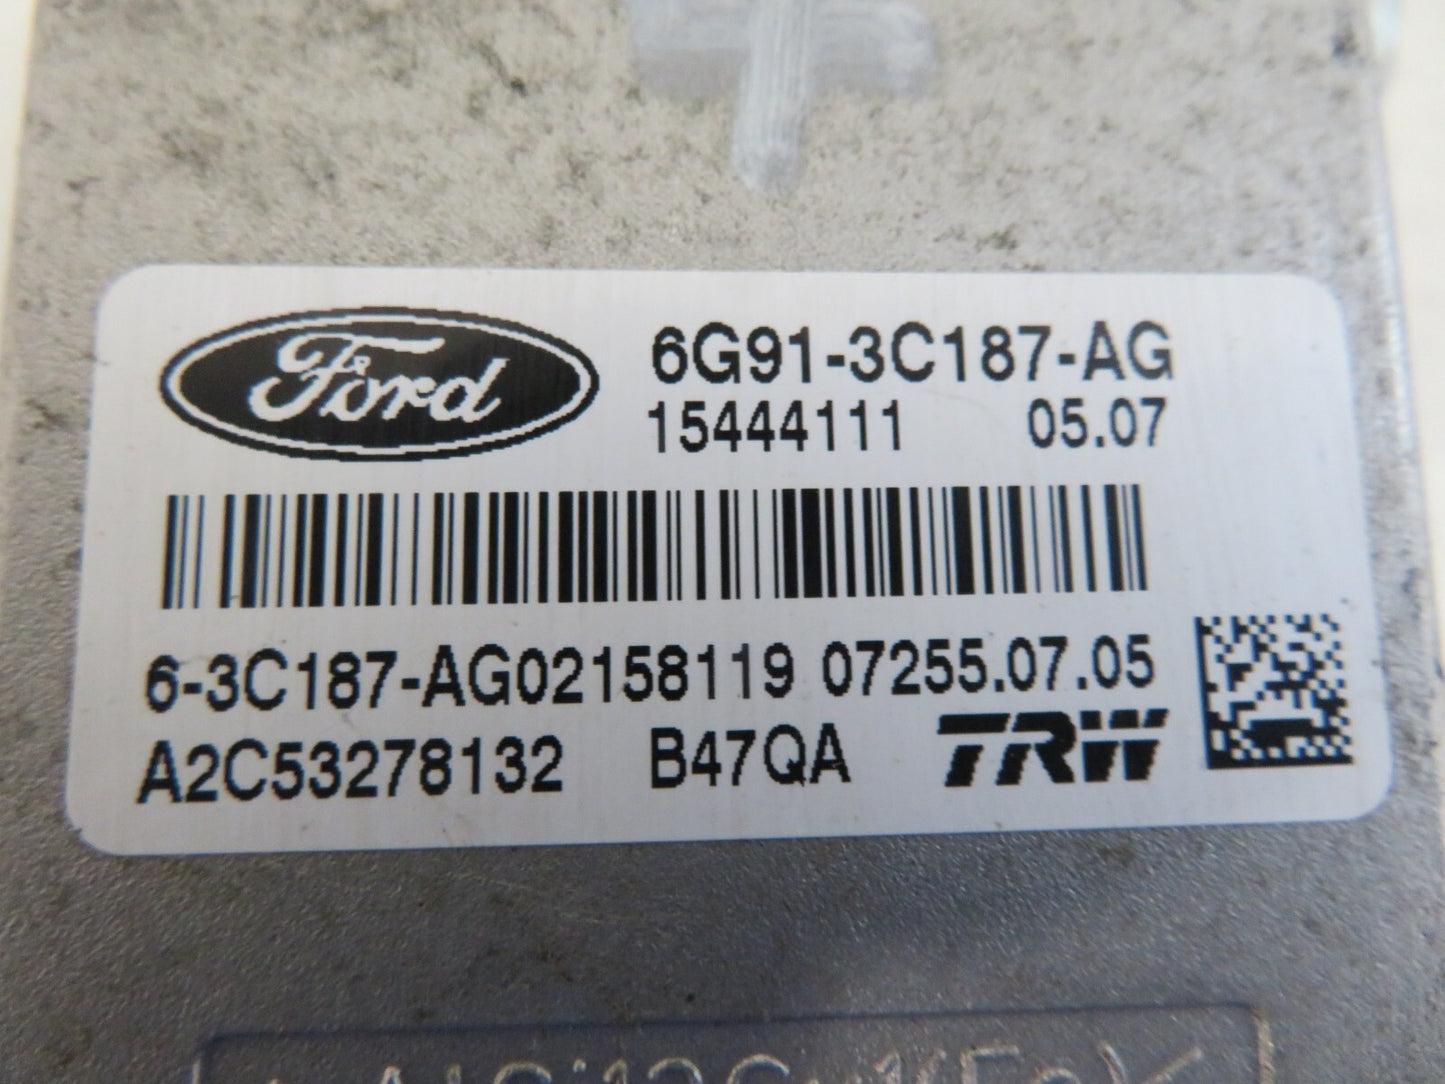 Ford 6G91-3C187-AG
15444111 05.07
6-3C187-AG02158119 07255.07.05
A2C53278132 B47QA TRW